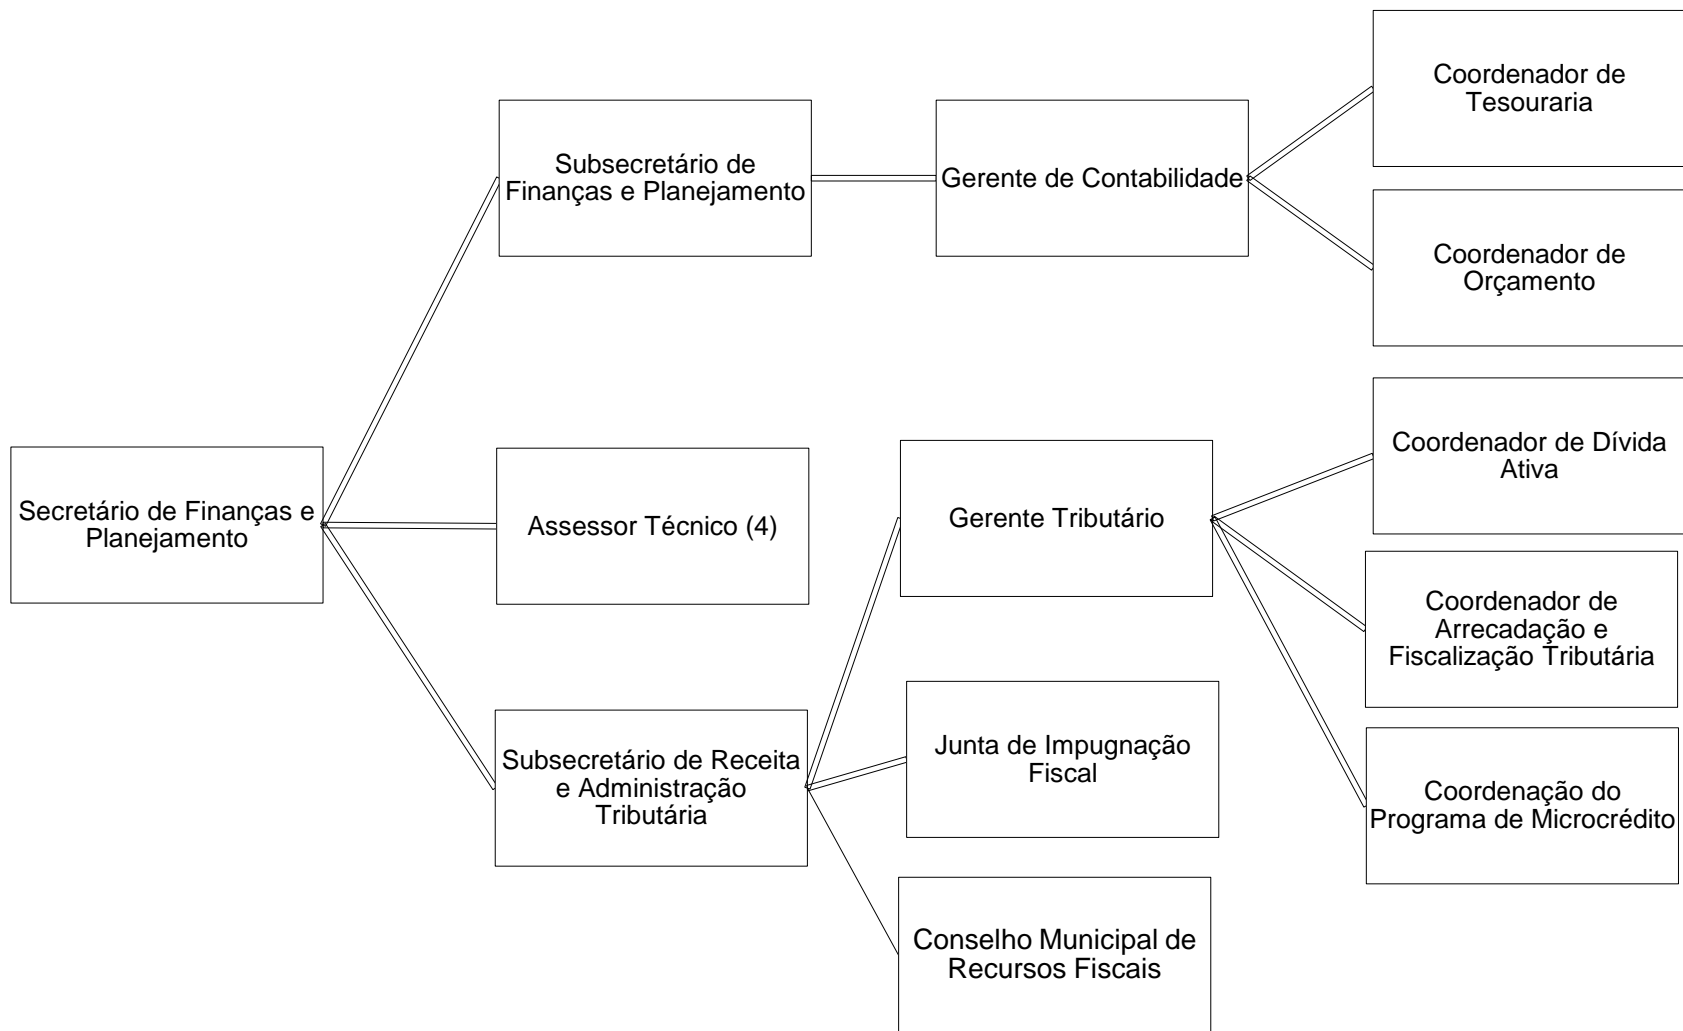 Coordenador de
Tesouraria
Subsecretário de
Finanças e Planejamento
Gerente de Contabilidade
Coordenador de
Orçamento
Secretário de Finanças e
Planejamento
Assessor Técnico (4)
Gerente Tributário
Coordenador de Dívida
Ativa
Coordenador de
Arrecadação e
Fiscalização Tributária
Subsecretário de Receita
e Administração
Tributária
Junta de Impugnação
Fiscal
Coordenação do
Programa de Microcrédito
Conselho Municipal de
Recursos Fiscais